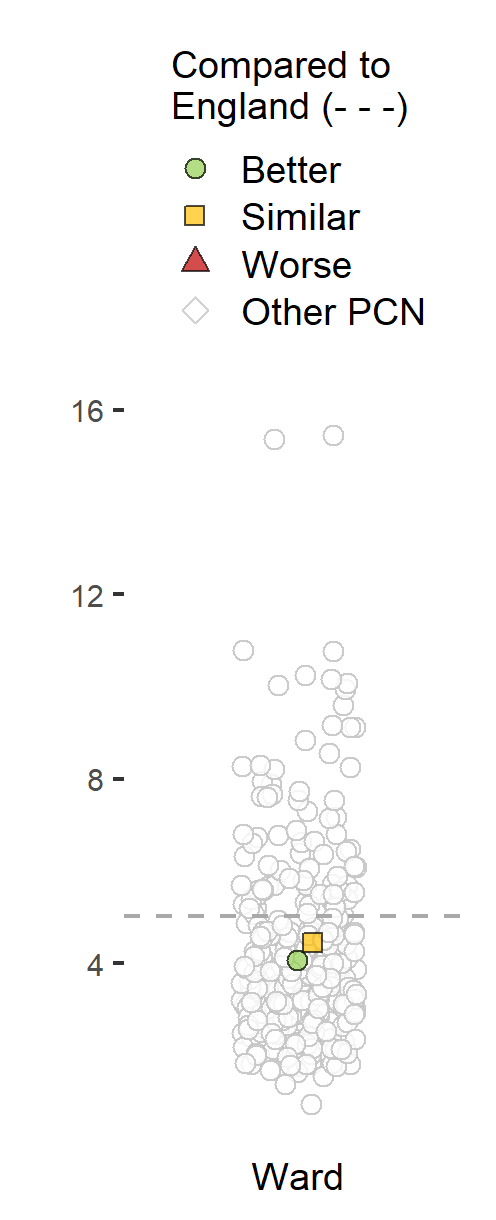 Compared to
England (- - -)
Better
Similar
Worse
Other PCN
16
12
8
4
Ward